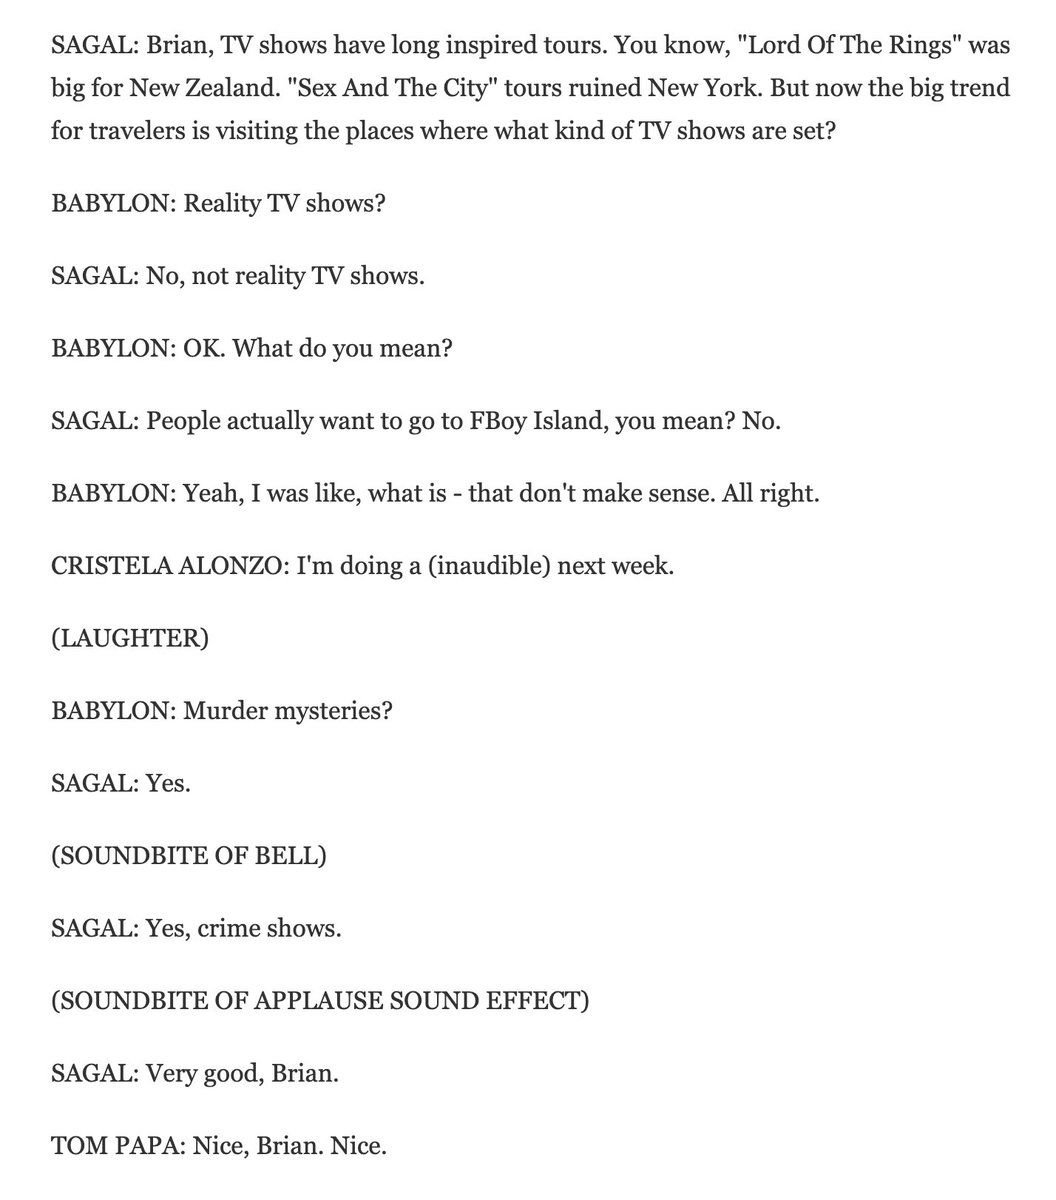 SAGAL: Brian, TV shows have long inspired tours. You know, "Lord Of The Rings" was
big for New Zealand. "Sex And The City" tours ruined New York. But now the big trend
for travelers is visiting the places where what kind of TV shows are set?
BABYLON: Reality TV shows?
SAGAL: No, not reality TV shows.
BABYLON: OK. What do you mean?
SAGAL: People actually want to go to FBoy Island, you mean? No.
BABYLON: Yeah, I was like, what is - that don't make sense. All right.
CRISTELA ALONZO: I'm doing a (inaudible) next week.
(LAUGHTER)
BABYLON: Murder mysteries?
SAGAL: Yes.
(SOUNDBITE OF BELL)
SAGAL: Yes, crime shows.
(SOUNDBITE OF APPLAUSE SOUND EFFECT)
SAGAL: Very good, Brian.
TOM PAPA: Nice, Brian. Nice.